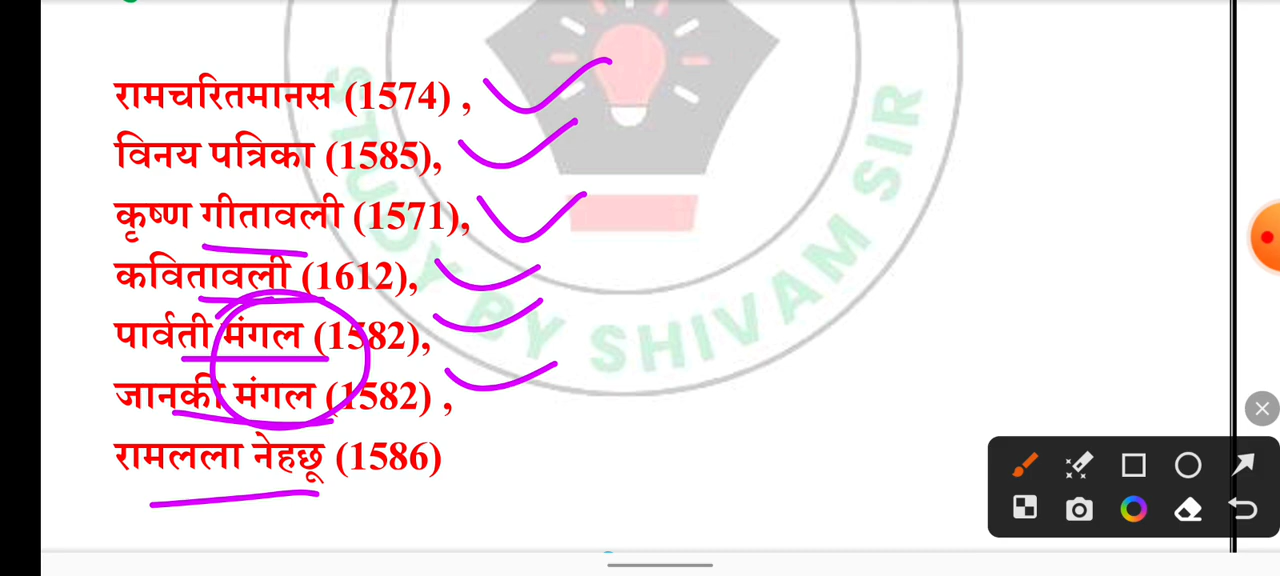 रामचरितमानस (1574) ,
विनय पत्रिका (1585),
कृष्ण गीतावली (1571),
कवितावली (1612),
पार्वती मंगल (1582),
जानकी मंगल (1582) ,
रामलला नेहछू (1586)
STUDY BY SHIVAM SIR